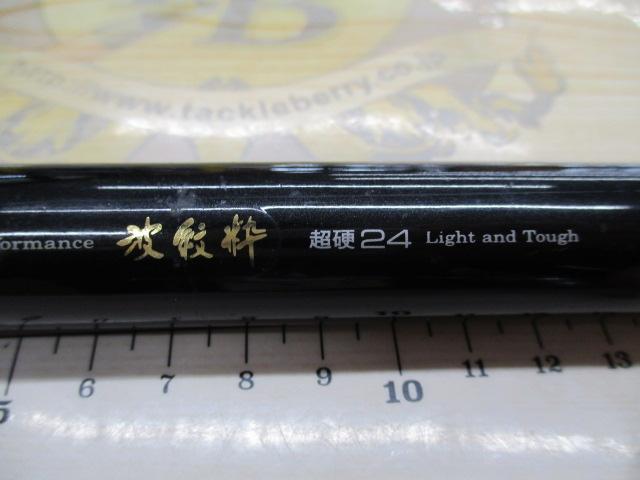 http://www.tackleberry.co.jp
formance 波紋粋 超硬24 Light and Tough
5 6 7 8 9 10 11 12 13